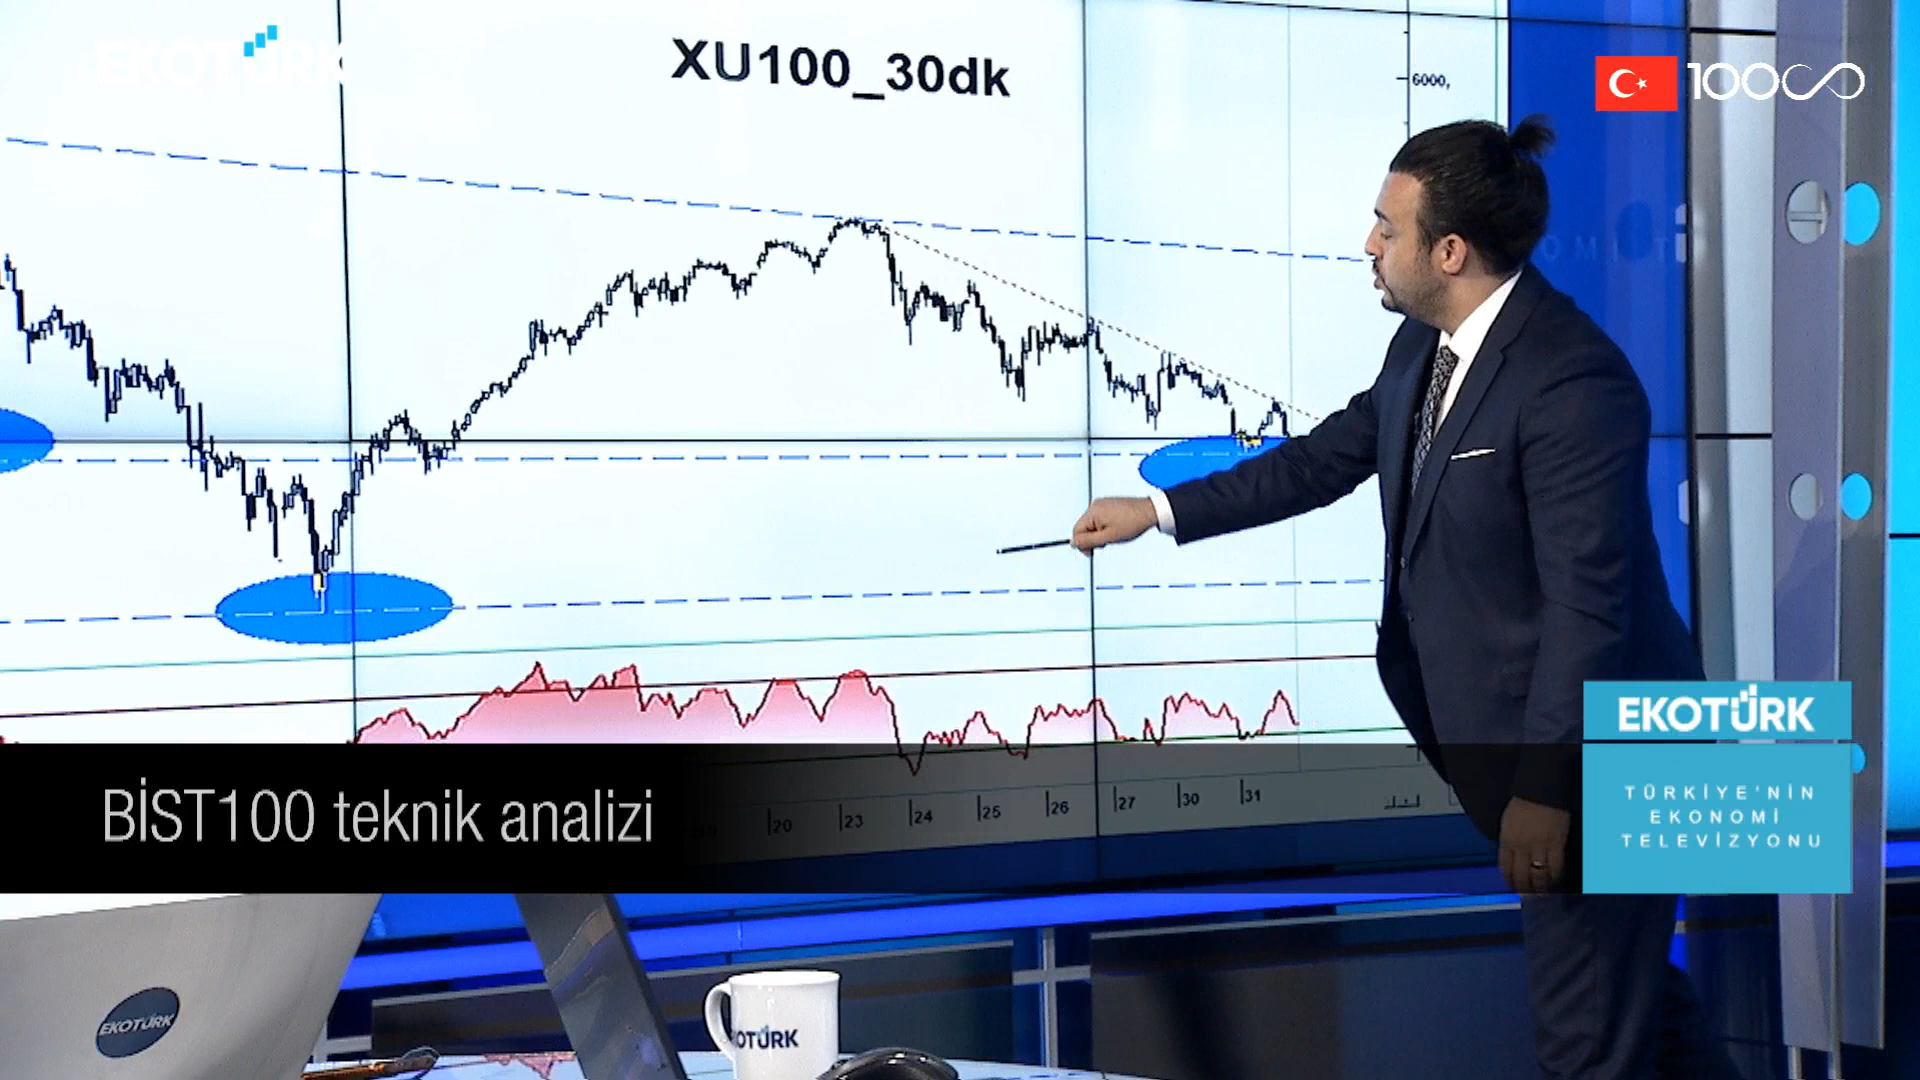 EKOTÜRK
XU100_30dk
6000,
100
EKOTÜRK
TÜRKİYE'NİN
EKONOMİ
TELEVİZYONU
BİST100 teknik analizi
20
23
24
25
26
27
30
31
EKOTÜRK
OTÜRK